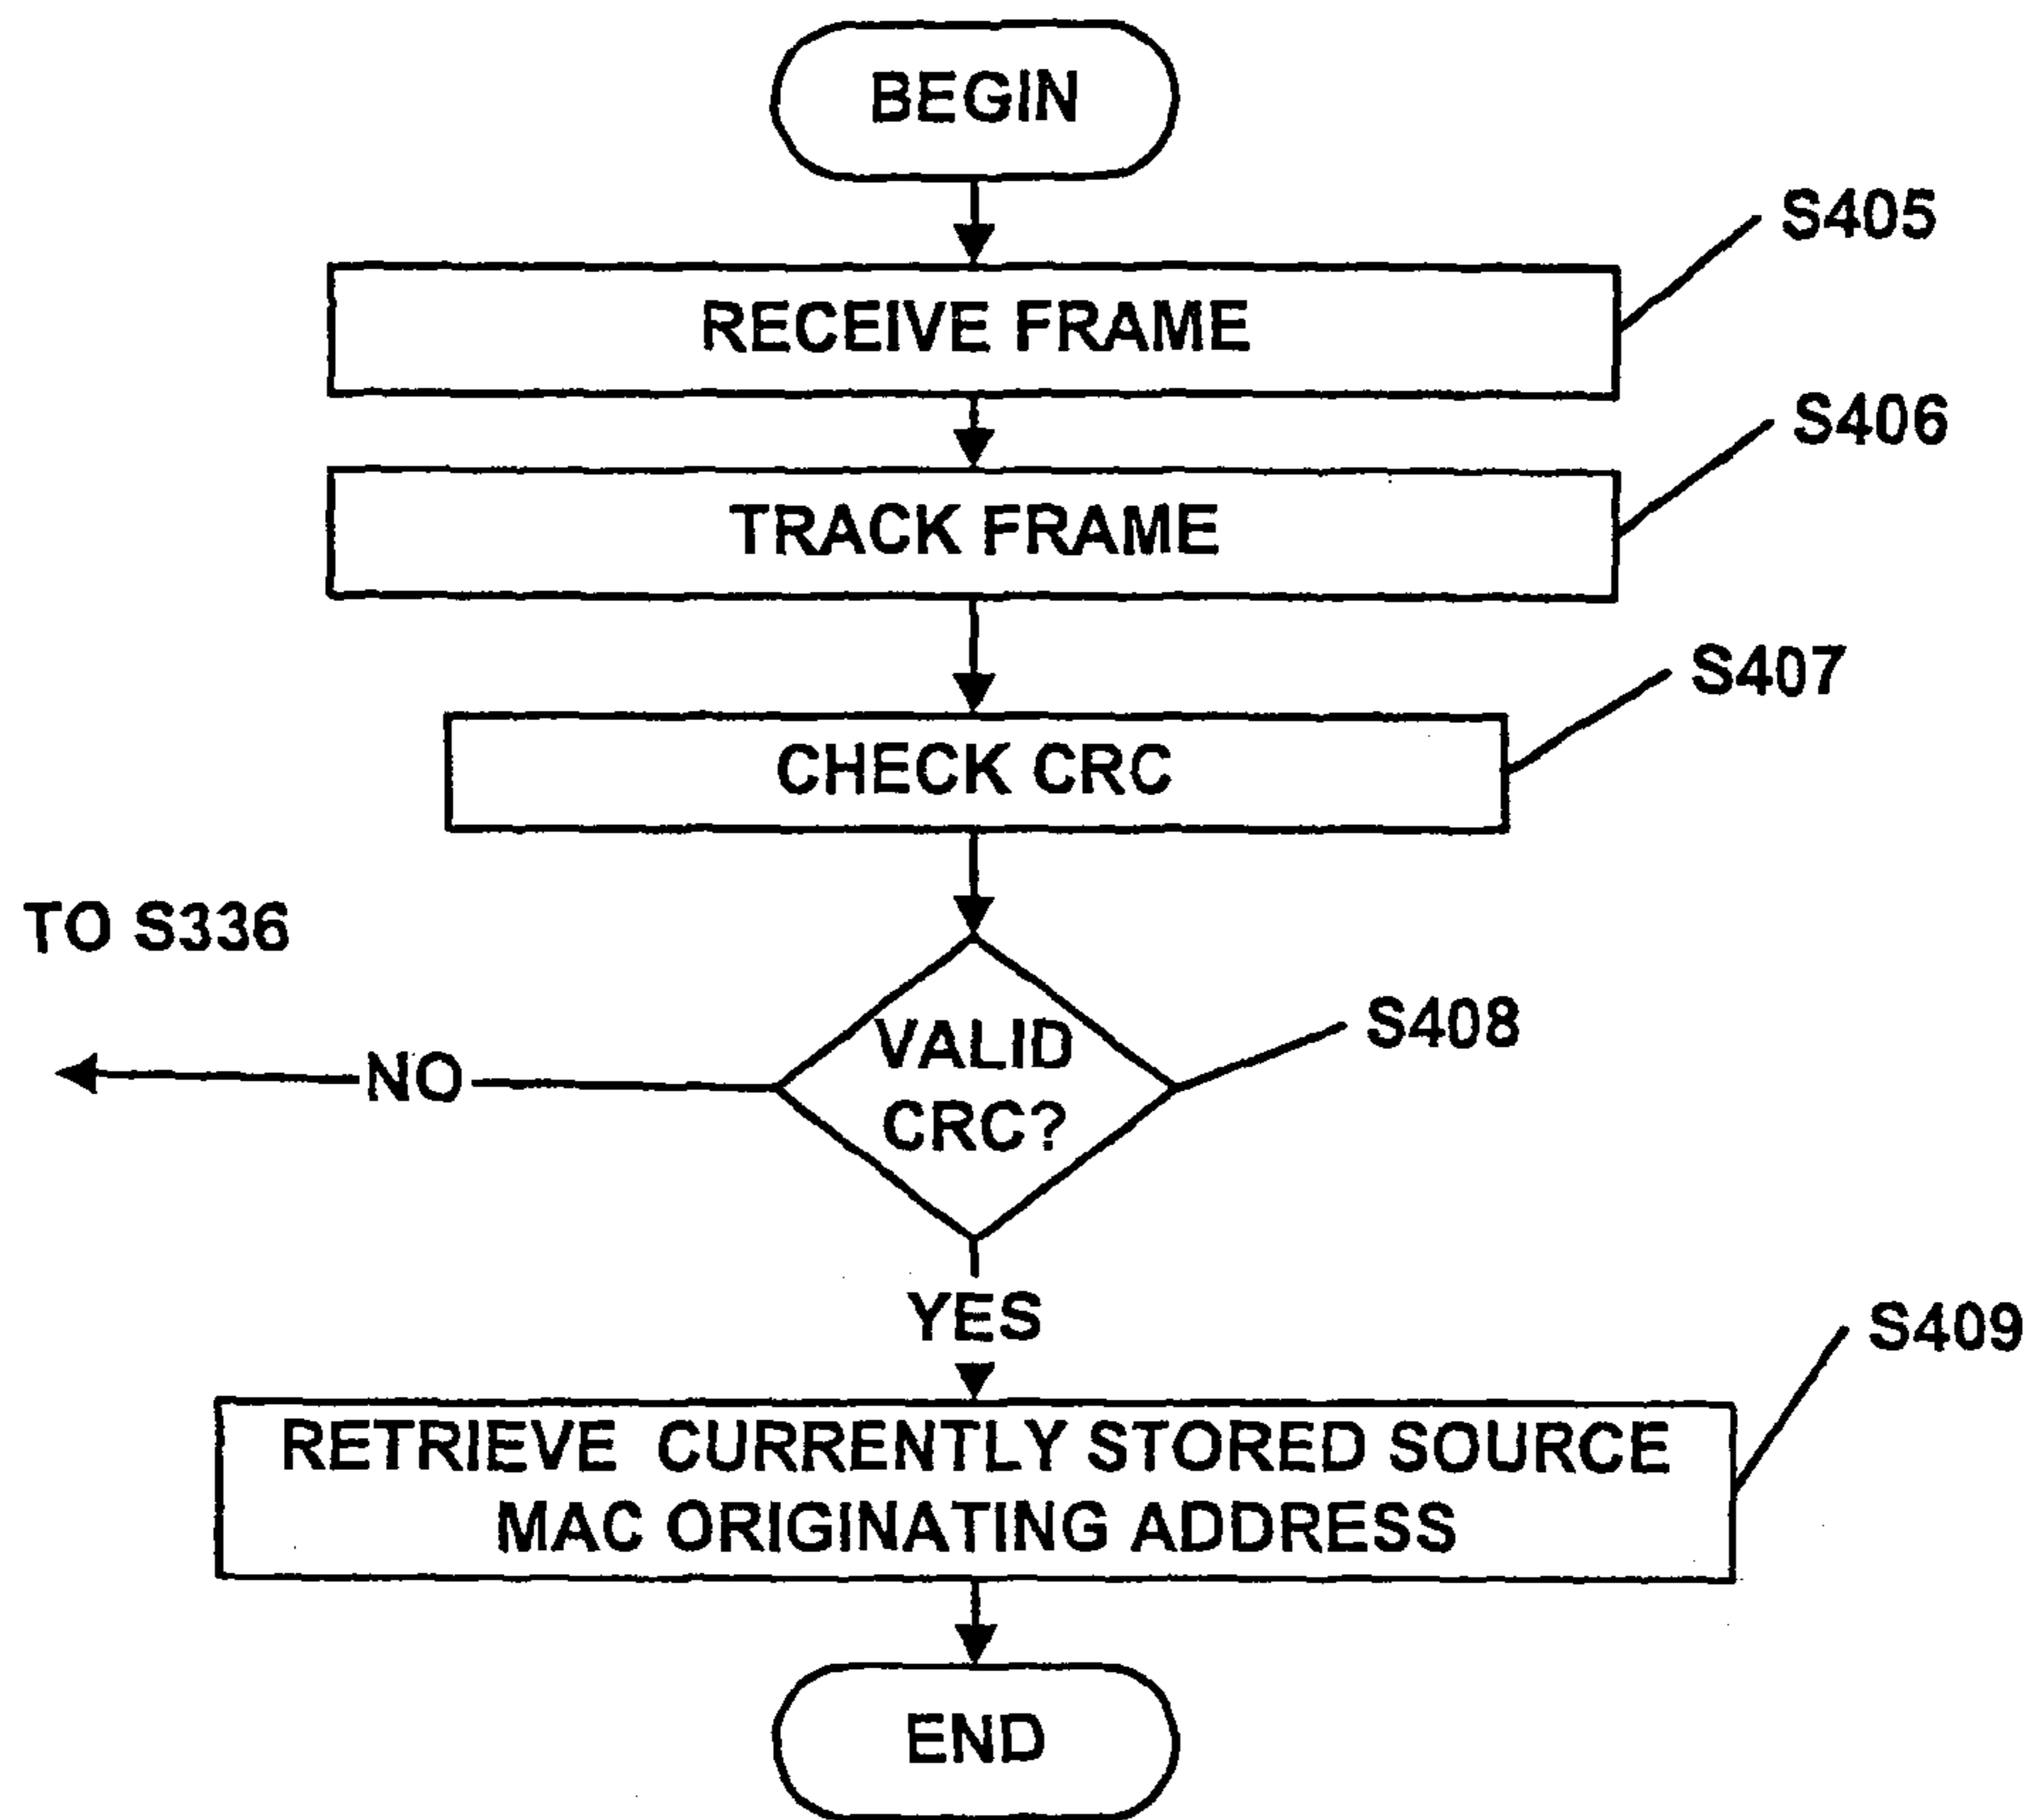 BEGIN
S405
RECEIVE FRAME
S406
TRACK FRAME
S407
CHECK CRC
TO S336
NO
VALID
CRC?
S408
YES
S409
RETRIEVE CURRENTLY STORED SOURCE
MAC ORIGINATING ADDRESS
END